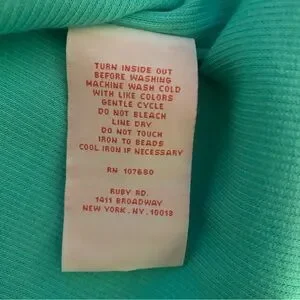 TURN INSIDE OUT
BEFORE WASHING
MACHINE WASH COLD
WITH LIKE COLORS
GENTLE CYCLE
DO NOT BLEACH
LINE DRY
DO NOT TOUCH
IRON TO BEADS
COOL IRON IF NECESSARY
RN 107680
RUBY RD.
1411 BROADWAY
NEW YORK, NY. 10018